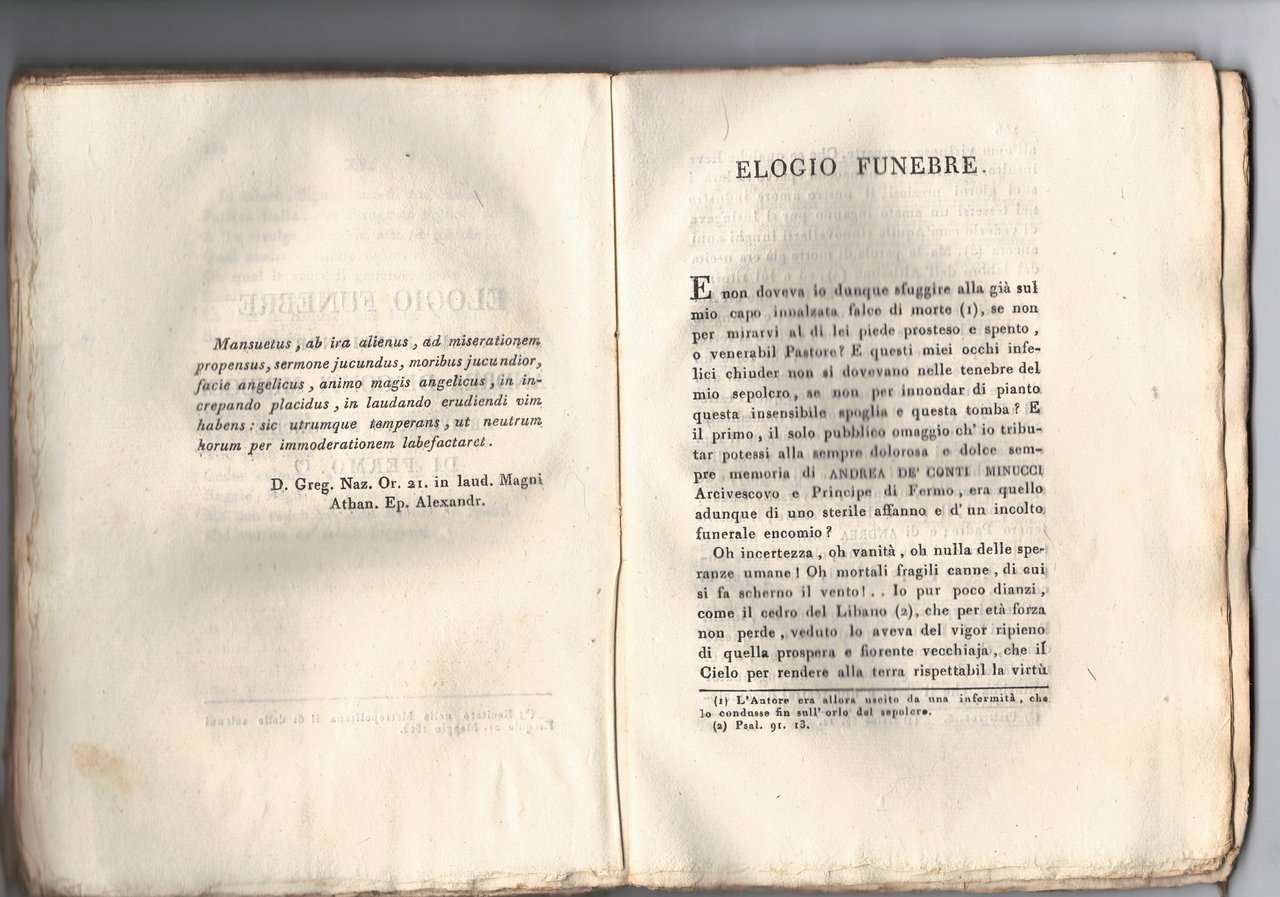 Mansuetus, ab ira alienus, ad miserationem
propensus, sermone jucundus, moribus jucundior,
facie angelicus, animo magis angelicus, in in-
crepando placidus, in laudando erudiendi vim
habens: sic utrumque temperans, ut neutrum
horum per immoderationem labefactaret.
D. Greg. Naz. Or. 21. in laud. Magni
Athan. Ep. Alexandr.
ELOGIO FUNEBRE.
E non doveva io dunque sfuggire alla già sul
mio capo innalzata falce di morte (1), se non
per mirarvi al di lei piede prosteso e spento,
o venerabil Pastore? E questi miei occhi infe-
lici chiuder non si dovevano nelle tenebre del
mio sepolcro, se non per innondar di pianto
questa insensibile spoglia e questa tomba? E
il primo, il solo pubblico omaggio ch' io tribu-
tar potessi alla sempre dolorosa e dolce sem-
pre memoria di ANDREA DE' CONTI MINUCCI
Arcivescovo e Principe di Fermo, era quello
adunque di uno sterile affanno e d' un incolto
funerale encomio?
Oh incertezza, oh vanità, oh nulla delle spe-
ranze umane! Oh mortali fragili canne, di cui
si fa scherno il vento!.. Io pur poco dianzi,
come il cedro del Libano (2), che per età forza
non perde, veduto lo aveva del vigor ripieno
di quella prospera e fiorente vecchiaja, che il
Cielo per rendere alla terra rispettabil la virtù
(1) L'Autore era allora uscito da una infermità, che
lo condusse fin sull' orlo del sepolcro.
(2) Psal. 91. 13.